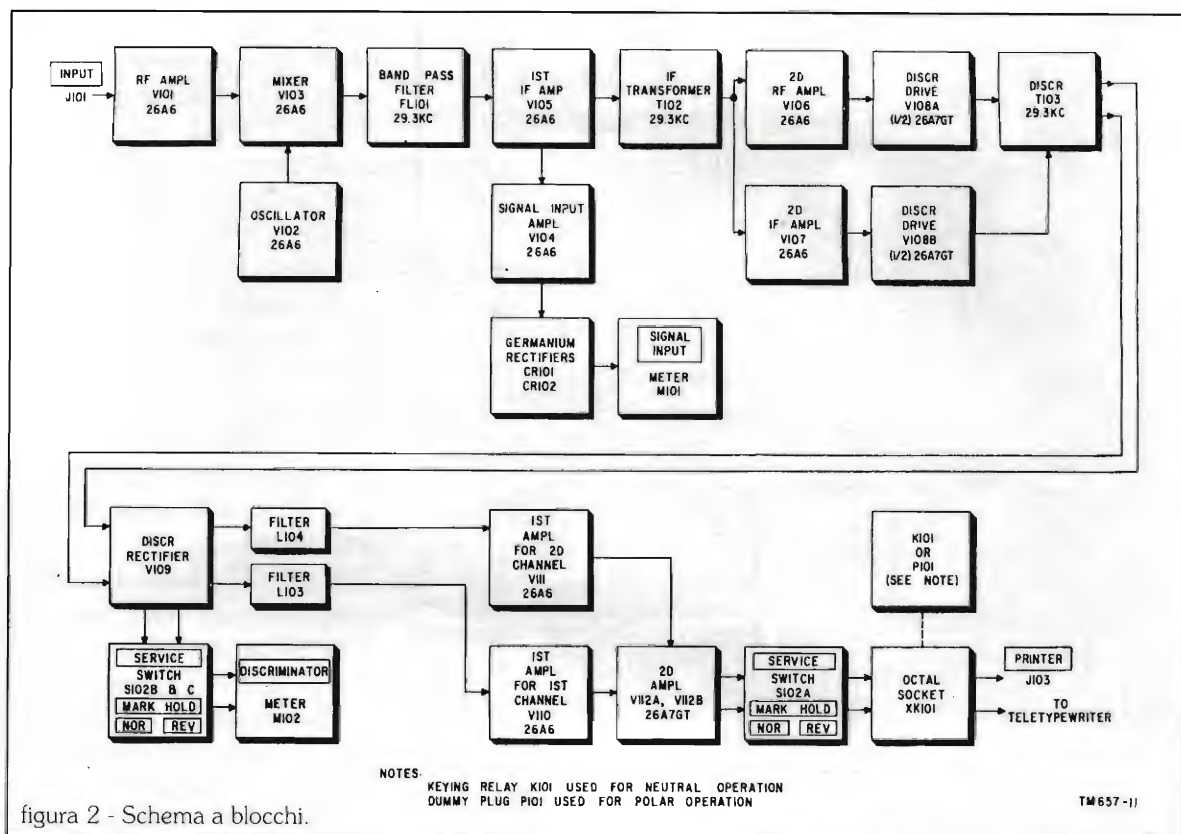 INPUT
J101
RF AMPL
V101
26A6
MIXER
V103
26A6
BAND PASS
FILTER
FL101
29.3KC
1ST
IF AMP
V105
26A6
IF
TRANSFORMER
T102
29.3KC
2D
RF AMPL
V106
26A6
DISCR
DRIVE
V108A
(1/2) 26A7GT
DISCR
T103
29.3KC
OSCILLATOR
V102
26A6
SIGNAL INPUT
AMPL
V104
26A6
2D
IF AMPL
V107
26A6
DISCR
DRIVE
V108B
(1/2) 26A7GT
GERMANIUM
RECTIFIERS
CR101
CR102
SIGNAL
INPUT
METER
M101
DISCR
RECTIFIER
V109
FILTER
L104
FILTER
L103
1ST
AMPL
FOR 2D
CHANNEL
V111
26A6
K101
OR
P101
(SEE NOTE)
SERVICE
SWITCH
S102B & C
MARK HOLD
NOR REV
DISCRIMINATOR
METER
M102
1ST
AMPL
FOR 1ST
CHANNEL
V110
26A6
2D
AMPL
V112A, V112B
26A7GT
SERVICE
SWITCH
S102A
MARK HOLD
NOR REV
OCTAL
SOCKET
XK101
PRINTER
J103
TO
TELETYPEWRITER
NOTES:
KEYING RELAY K101 USED FOR NEUTRAL OPERATION
DUMMY PLUG P101 USED FOR POLAR OPERATION
TM657-11
figura 2 - Schema a blocchi.